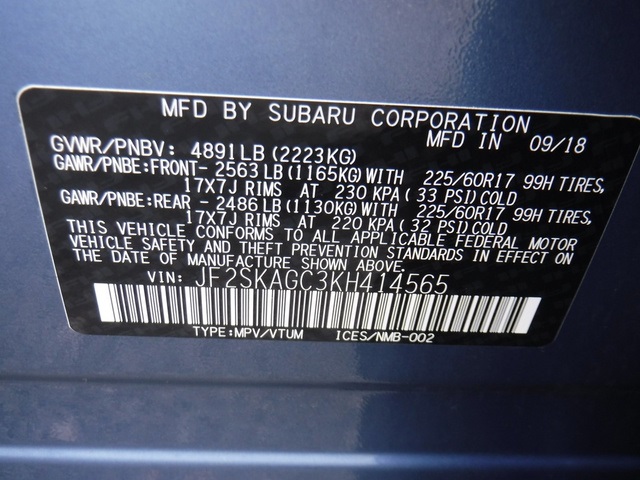 MFD BY SUBARU CORPORATION
GVWR/PNBV: 4891LB (2223KG) MFD IN 09/18
GAWR/PNBE:FRONT- 2563LB (1165KG) WITH 225/60R17 99H TIRES,
17X7J RIMS AT 230 KPA (33 PSI) COLD
GAWR/PNBE:REAR - 2486LB (1130KG) WITH 225/60R17 99H TIRES,
17X7J RIMS AT 220 KPA (32 PSI) COLD
THIS VEHICLE CONFORMS TO ALL APPLICABLE FEDERAL MOTOR
VEHICLE SAFETY AND THEFT PREVENTION STANDARDS IN EFFECT ON
THE DATE OF MANUFACTURE SHOWN ABOVE.
VIN: JF2SKAGC3KH414565
TYPE:MPV/VTUM ICES/NMB-002